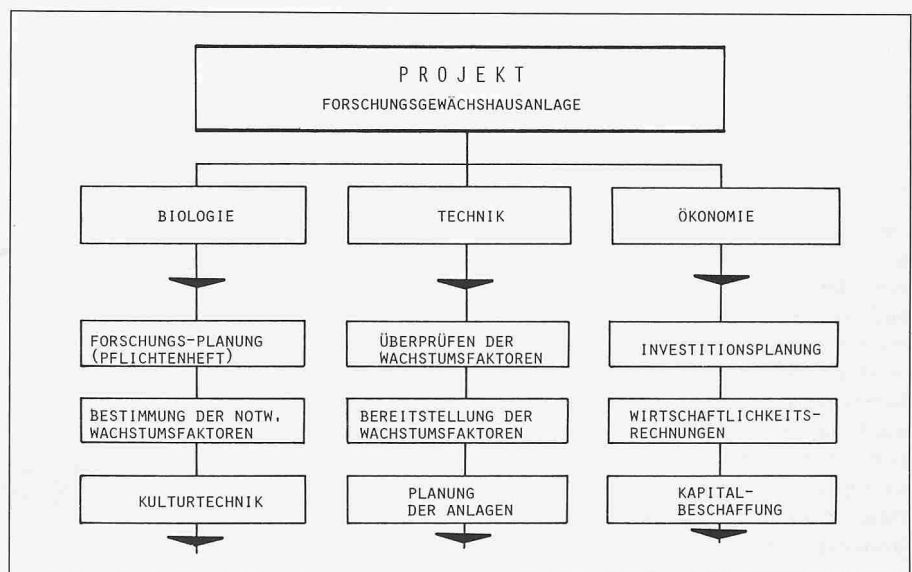 PROJEKT
FORSCHUNGSGEWÄCHSHAUSANLAGE
BIOLOGIE
TECHNIK
ÖKONOMIE
FORSCHUNGS-PLANUNG
(PFLICHTENHEFT)
ÜBERPRÜFEN DER
WACHSTUMSFAKTOREN
INVESTITIONSPLANUNG
BESTIMMUNG DER NOTW.
WACHSTUMSFAKTOREN
BEREITSTELLUNG DER
WACHSTUMSFAKTOREN
WIRTSCHAFTLICHKEITS-
RECHNUNGEN
KULTURTECHNIK
PLANUNG
DER ANLAGEN
KAPITAL-
BESCHAFFUNG